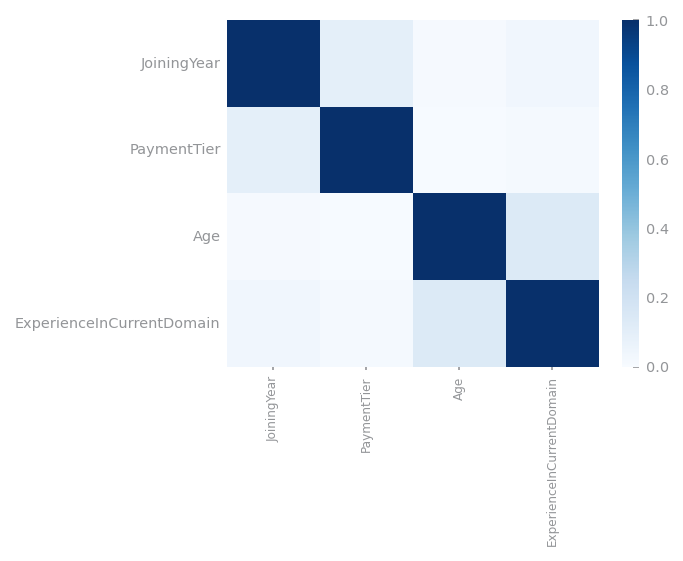 JoiningYear
PaymentTier
Age
ExperienceInCurrentDomain
JoiningYear
PaymentTier
Age
ExperienceInCurrentDomain
1.0
0.8
0.6
0.4
0.2
0.0